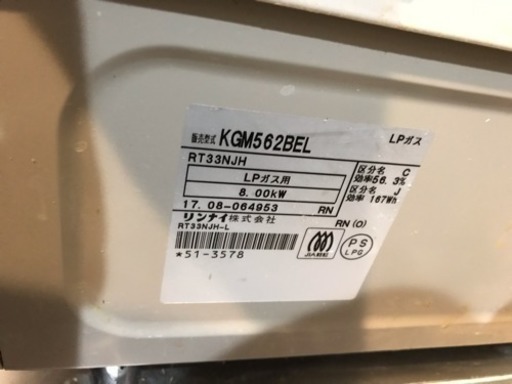 販売型式 KGM562BEL LPガス
RT33NJH
LPガス用
8.00kW
区分名 C
効率56.3%
区分名 J
効率 167Wh
17.08-064953 RN
リンナイ株式会社 RN(O)
RT33NJH-L
*51-3578
JIA認証
PS
LPG